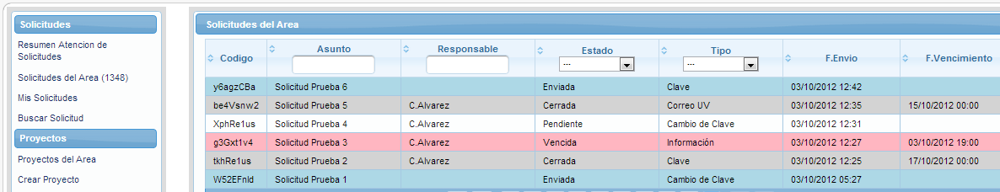 Solicitudes
Resumen Atencion de
Solicitudes
Solicitudes del Area (1348)
Mis Solicitudes
Buscar Solicitud
Proyectos
Proyectos del Area
Crear Proyecto
Solicitudes del Area
Codigo Asunto Responsable Estado Tipo F.Envio F.Vencimiento
--- ---
y6agzCBa Solicitud Prueba 6 Enviada Clave 03/10/2012 12:42
be4Vsnw2 Solicitud Prueba 5 C.Alvarez Cerrada Correo UV 03/10/2012 12:35 15/10/2012 00:00
XphRe1us Solicitud Prueba 4 C.Alvarez Pendiente Cambio de Clave 03/10/2012 12:31
g3Gxt1v4 Solicitud Prueba 3 C.Alvarez Vencida Información 03/10/2012 12:27 03/10/2012 19:00
tkhRe1us Solicitud Prueba 2 C.Alvarez Cerrada Clave 03/10/2012 12:25 17/10/2012 00:00
W52EFnld Solicitud Prueba 1 Enviada Cambio de Clave 03/10/2012 05:27